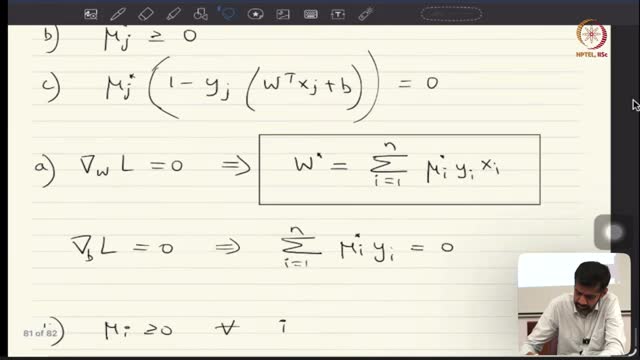 b) μj ≥ 0
c) μj* ( 1 − yj ( Wᵀxj + b ) ) = 0
NPTEL, IISc
a) ∇w L = 0 ⟹ W* = Σ_{i=1}^{n} μi* yi xi
∇b L = 0 ⟹ Σ_{i=1}^{n} μi* yi = 0
81 of 82
μi ≥ 0 ∀ i